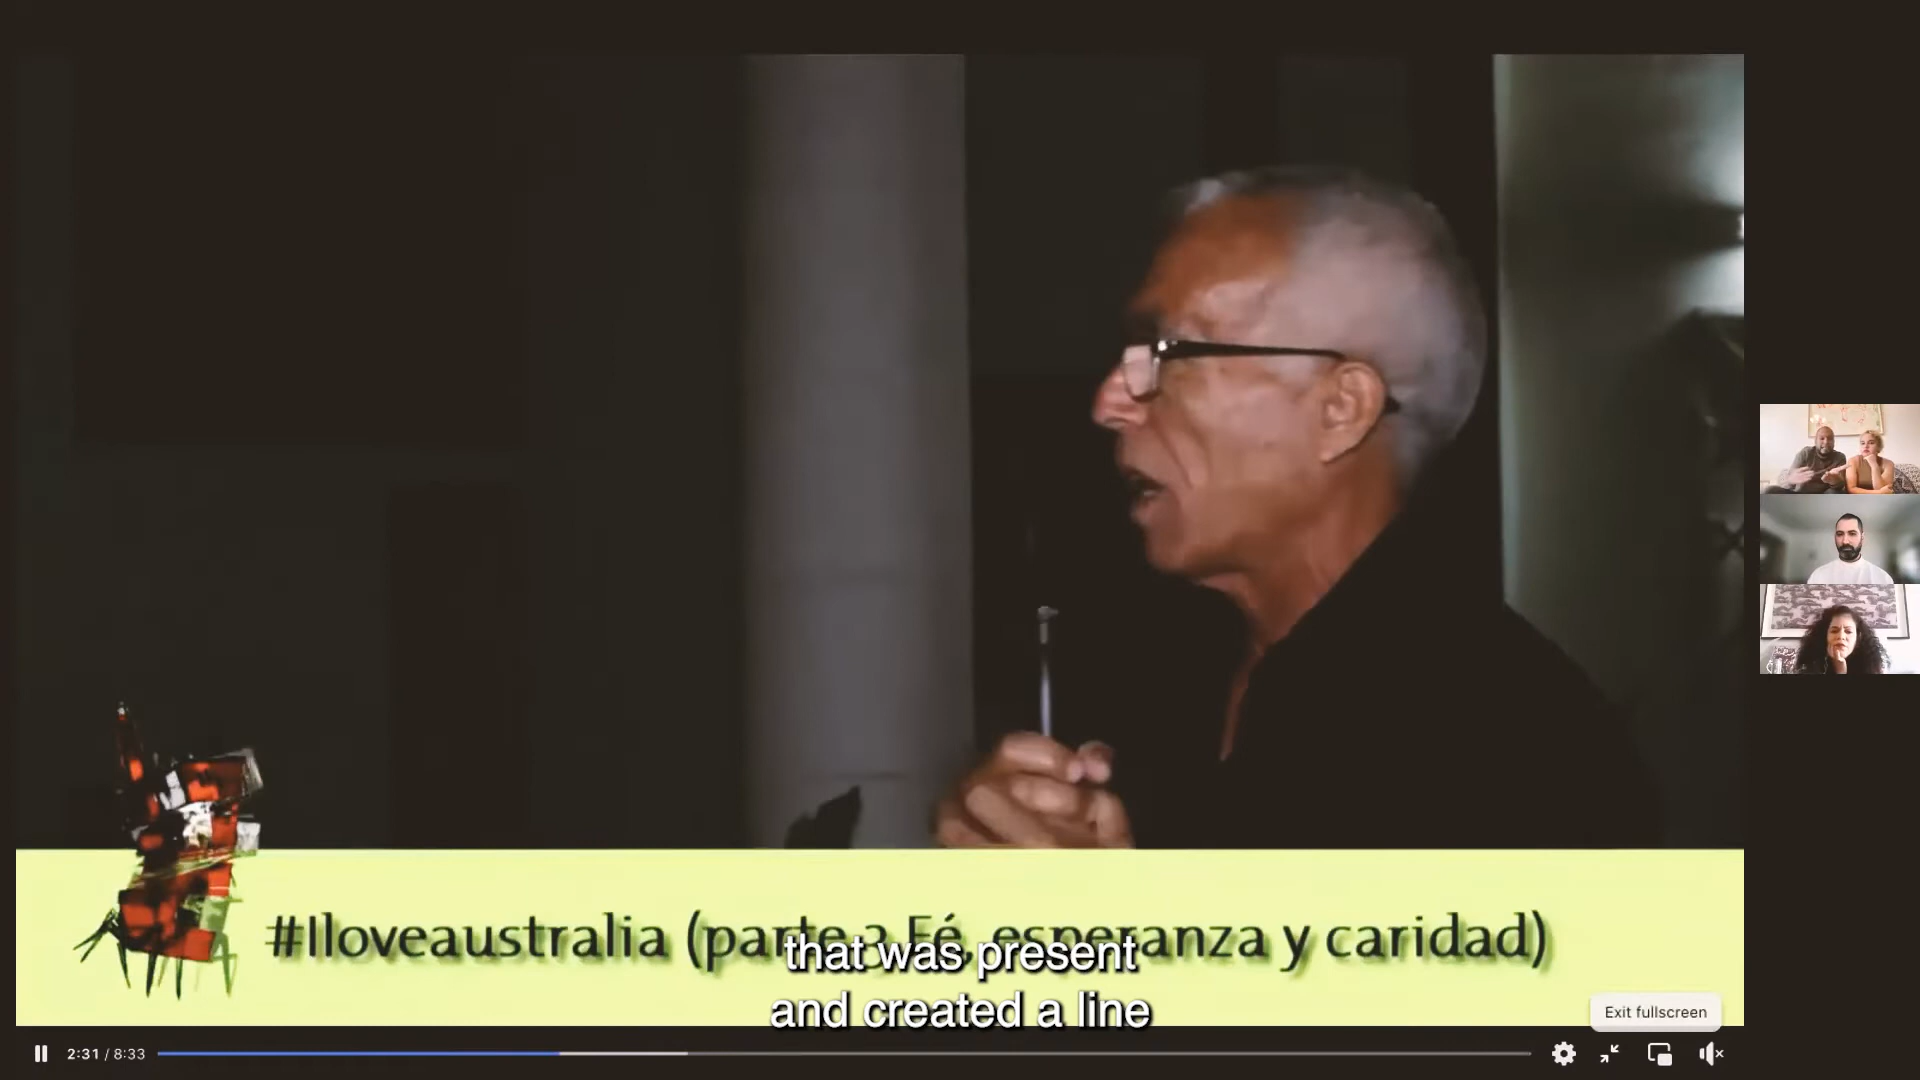 #Iloveaustralia (parte 3 Fé, esperanza y caridad)
that was present
and created a line
Exit fullscreen
2:31 / 8:33